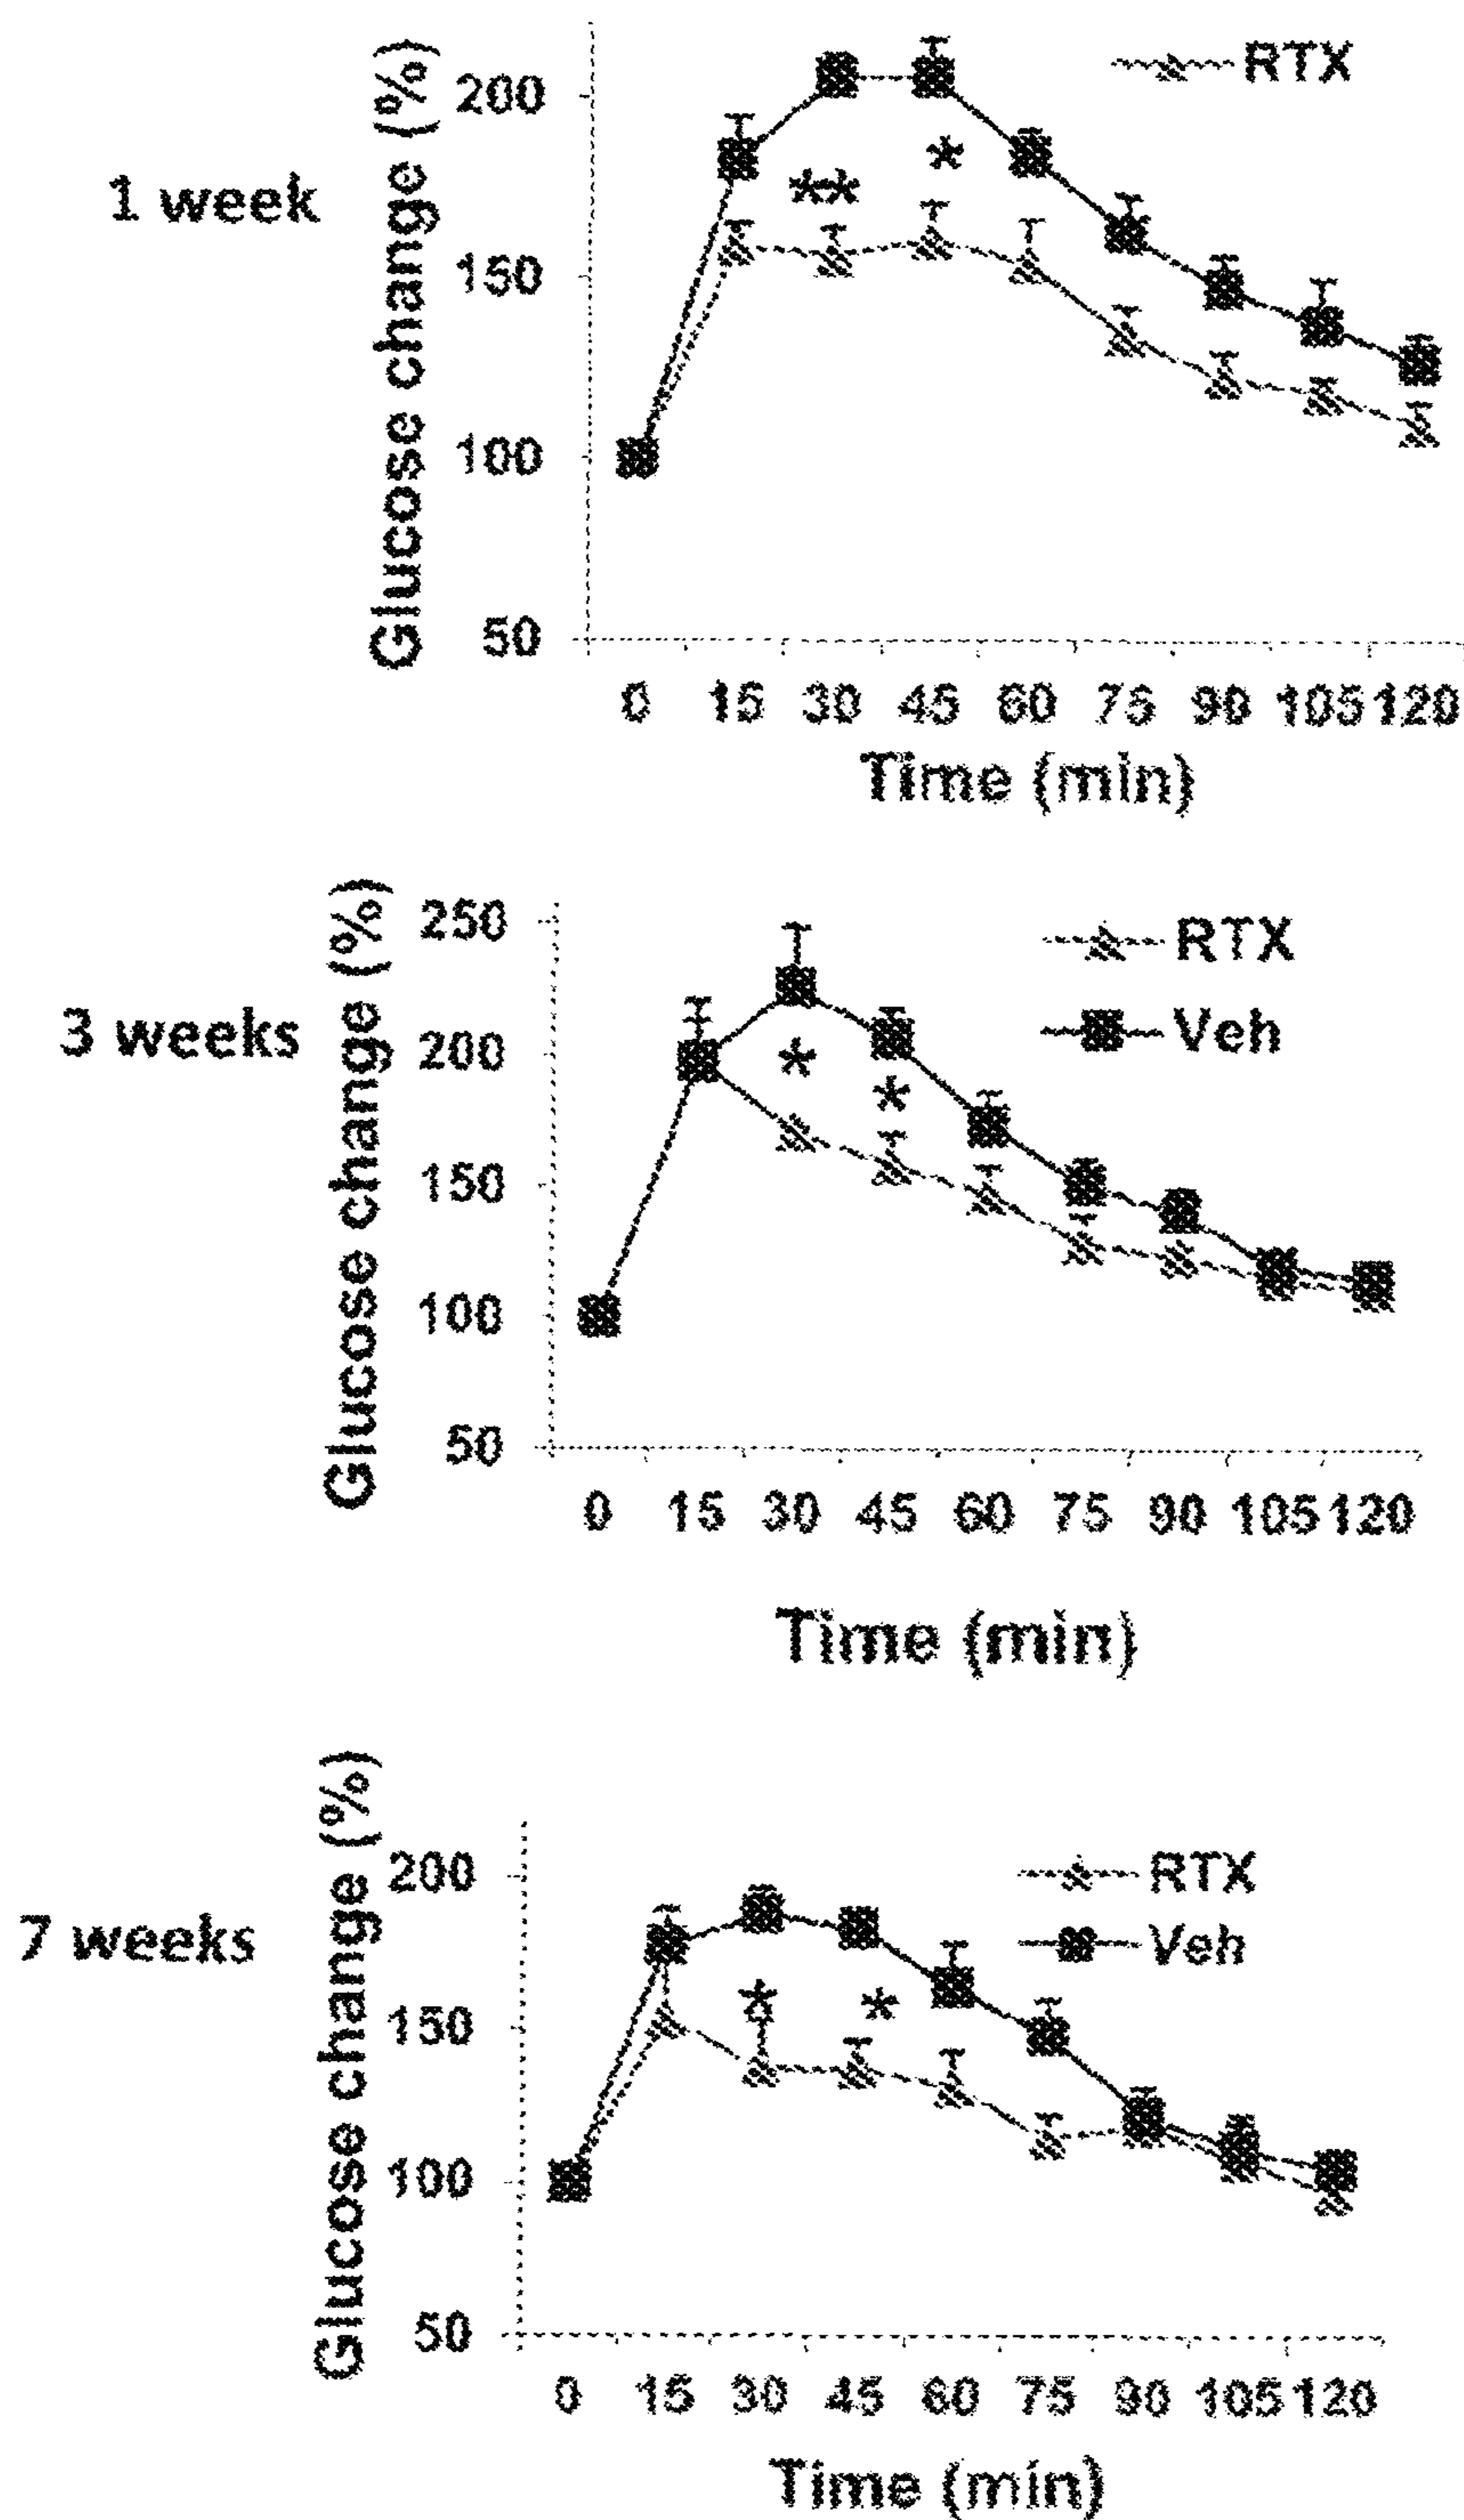 RTX
Glucose change (%)
200
1 week
**
*
150
100
50
0 15 30 45 60 75 90 105 120
Time (min)
Glucose change (%)
250
RTX
3 weeks
Veh
200
*
*
150
100
50
0 15 30 45 60 75 90 105 120
Time (min)
Glucose change (%)
200
RTX
7 weeks
Veh
*
*
150
100
50
0 15 30 45 60 75 90 105 120
Time (min)